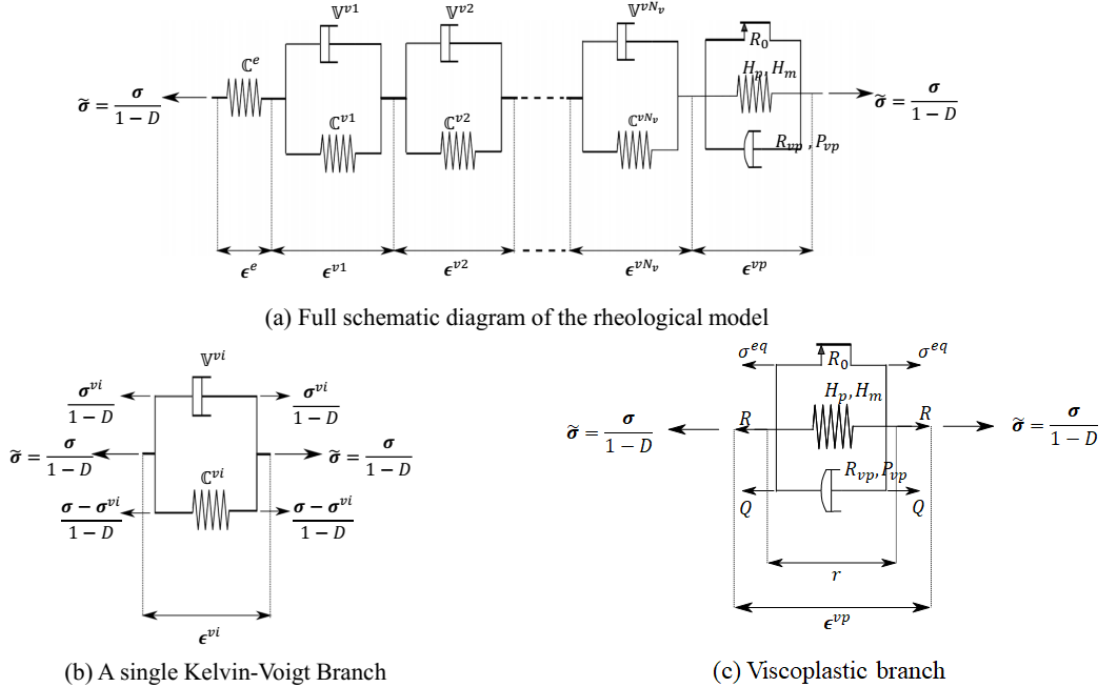 𝕍^{v1} 𝕍^{v2} 𝕍^{vN_v} R_0
ℂ^e H_p, H_m
σ̃ = σ / (1 − D) σ̃ = σ / (1 − D)
ℂ^{v1} ℂ^{v2} ℂ^{vN_v} R_{vp}, P_{vp}
ϵ^e ϵ^{v1} ϵ^{v2} ϵ^{vN_v} ϵ^{vp}
(a) Full schematic diagram of the rheological model
𝕍^{vi}
σ^{vi} / (1 − D) σ^{vi} / (1 − D)
σ̃ = σ / (1 − D) σ̃ = σ / (1 − D)
ℂ^{vi}
(σ − σ^{vi}) / (1 − D) (σ − σ^{vi}) / (1 − D)
ϵ^{vi}
(b) A single Kelvin-Voigt Branch
σ^{eq} R_0 σ^{eq}
H_p, H_m
R R
σ̃ = σ / (1 − D) σ̃ = σ / (1 − D)
R_{vp}, P_{vp}
Q Q
r
ϵ^{vp}
(c) Viscoplastic branch